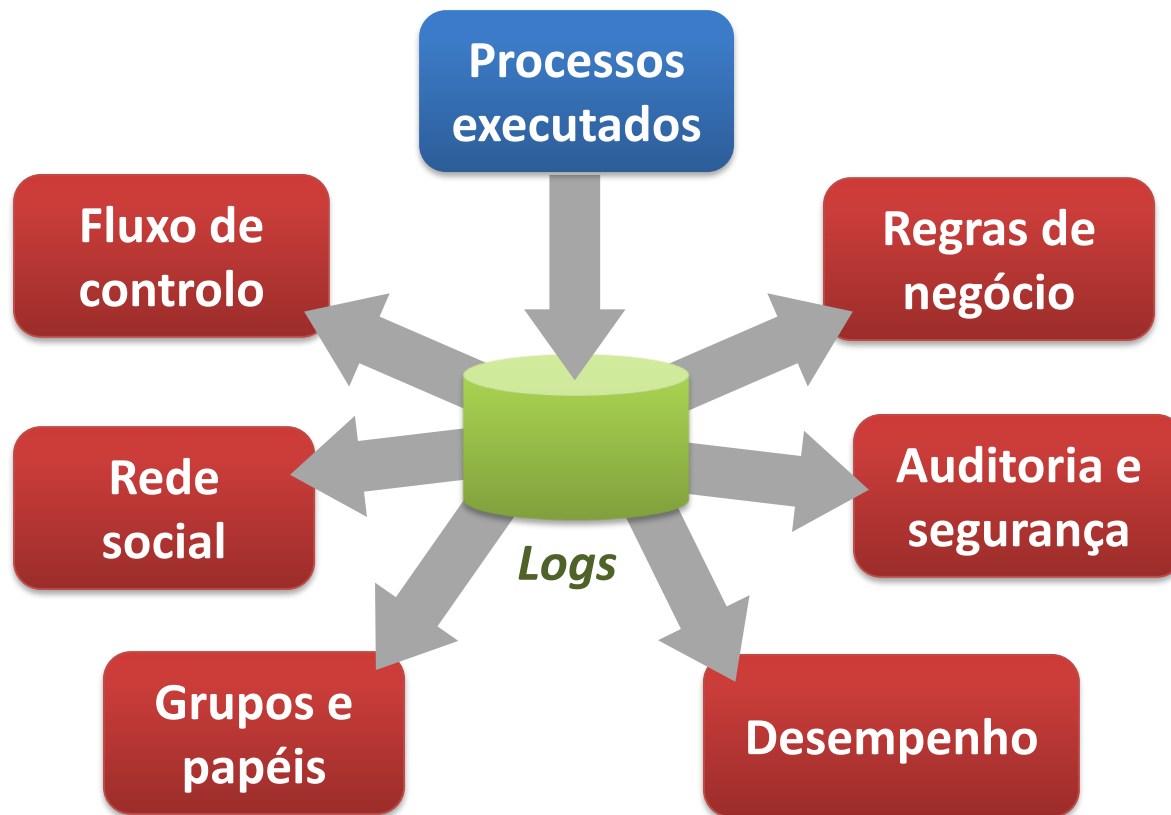 Processos
executados
Fluxo de
controlo
Regras de
negócio
Rede
social
Auditoria e
segurança
Logs
Grupos e
papéis
Desempenho